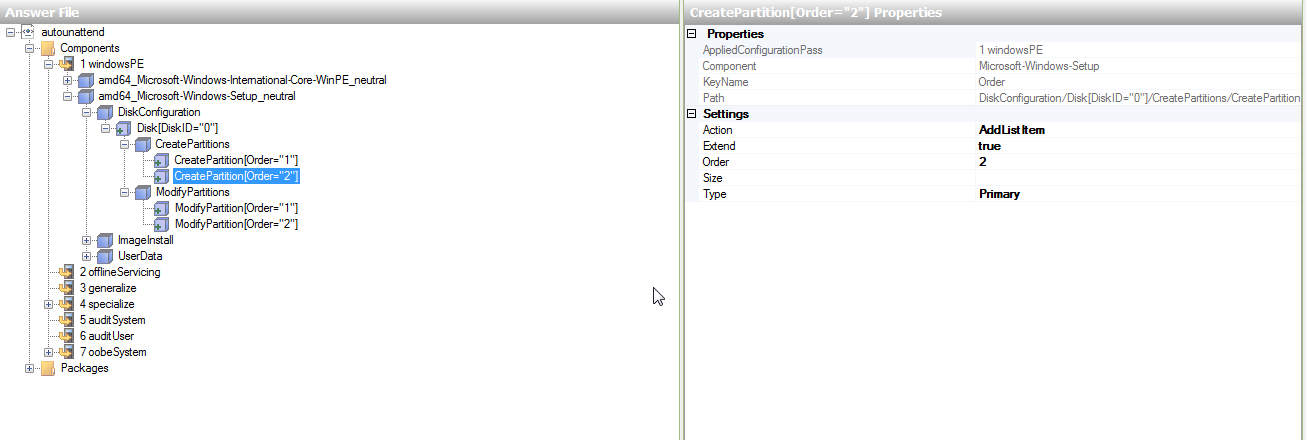 Answer File
autounattend
Components
1 windowsPE
amd64_Microsoft-Windows-International-Core-WinPE_neutral
amd64_Microsoft-Windows-Setup_neutral
DiskConfiguration
Disk[DiskID="0"]
CreatePartitions
CreatePartition[Order="1"]
CreatePartition[Order="2"]
ModifyPartitions
ModifyPartition[Order="1"]
ModifyPartition[Order="2"]
ImageInstall
UserData
2 offlineServicing
3 generalize
4 specialize
5 auditSystem
6 auditUser
7 oobeSystem
Packages
CreatePartition[Order="2"] Properties
Properties
AppliedConfigurationPass 1 windowsPE
Component Microsoft-Windows-Setup
KeyName Order
Path DiskConfiguration/Disk[DiskID="0"]/CreatePartitions/CreatePartition
Settings
Action AddListItem
Extend true
Order 2
Size
Type Primary